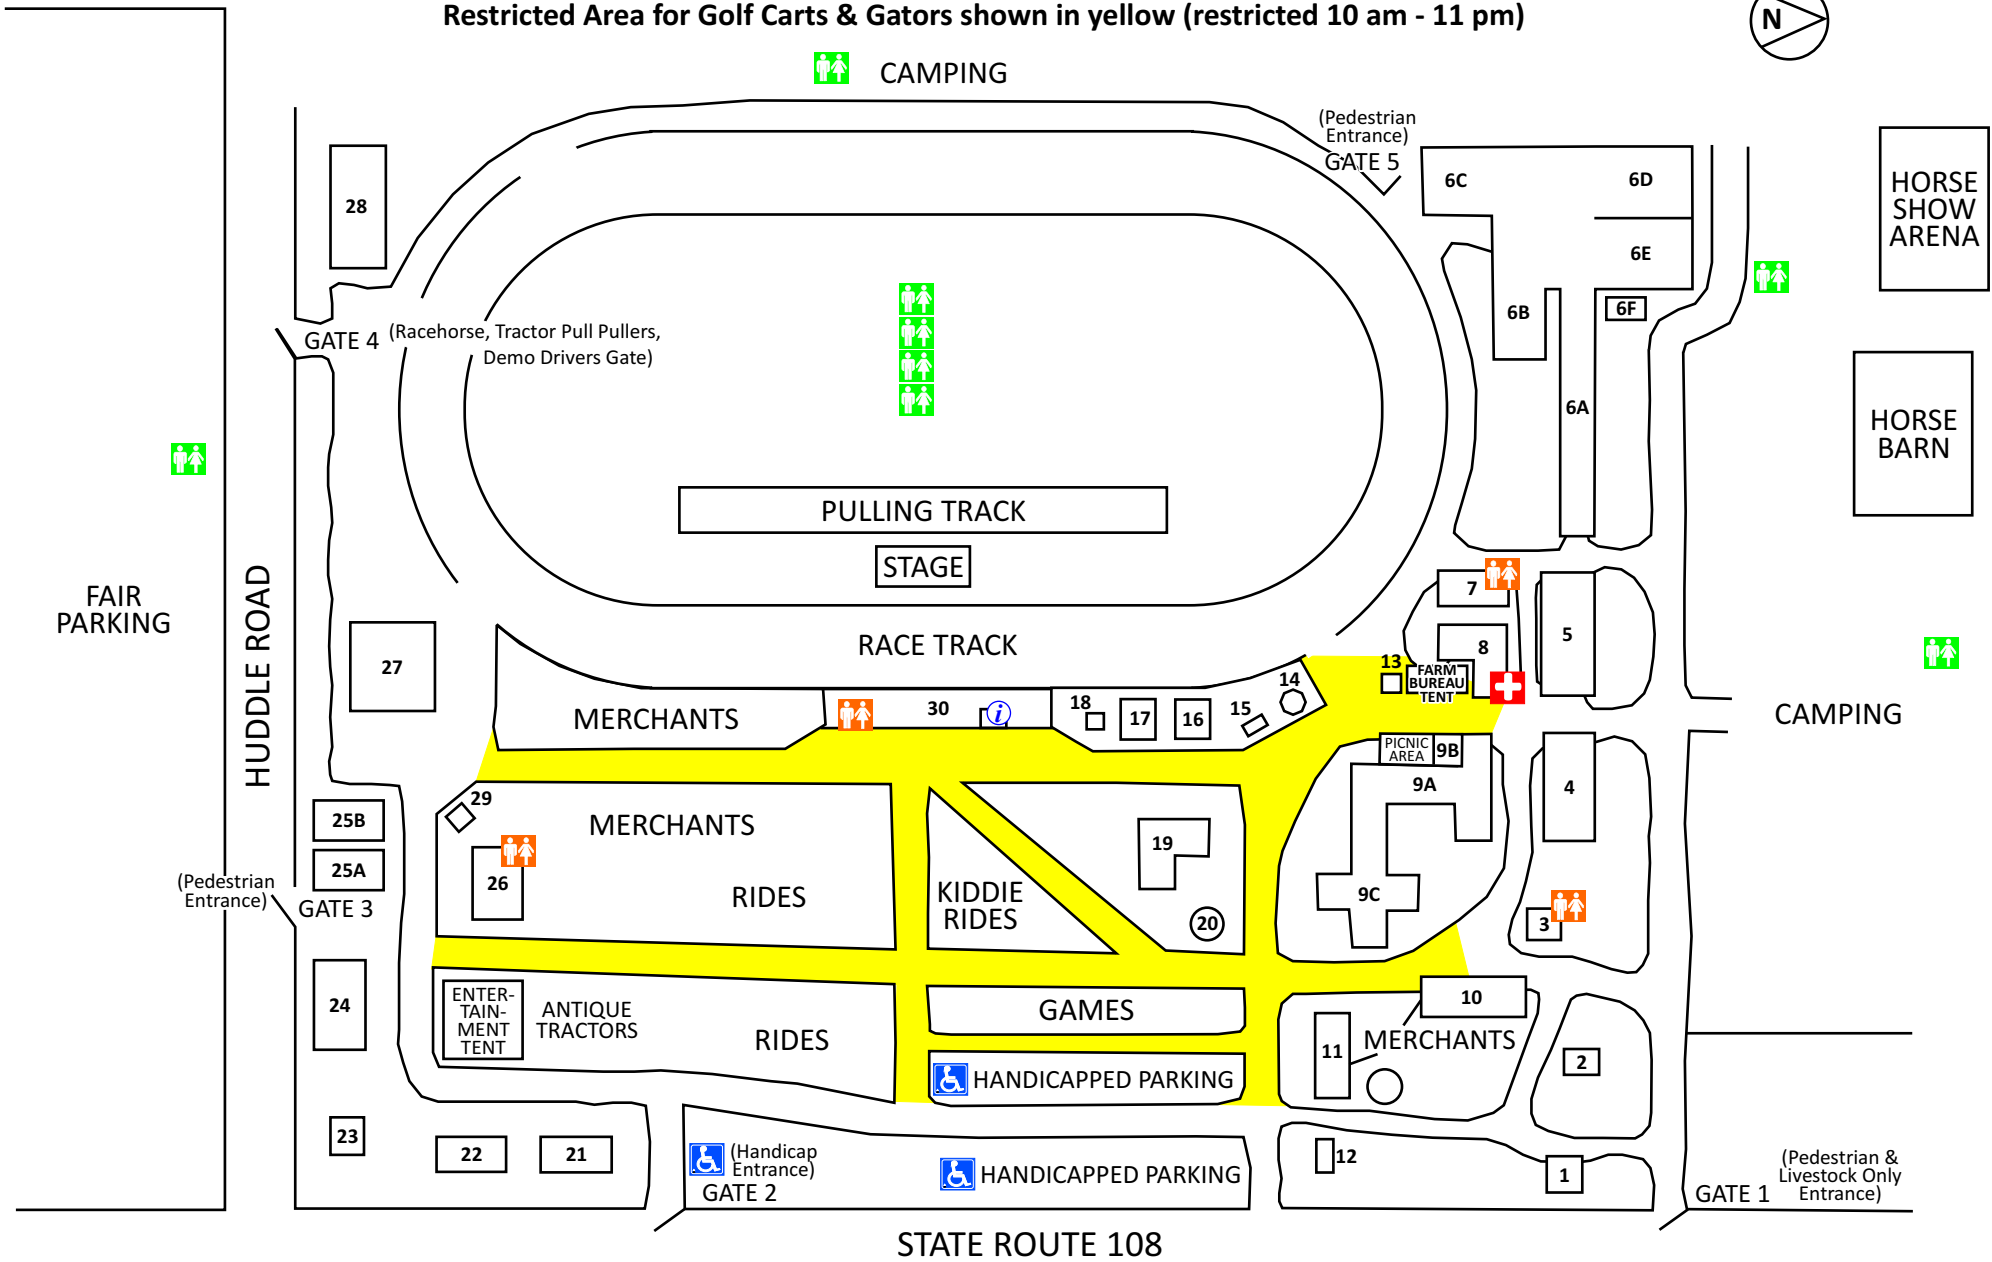 Restricted Area for Golf Carts & Gators shown in yellow (restricted 10 am - 11 pm)
N
CAMPING
(Pedestrian
Entrance)
GATE 5
28
6C
6D
6E
6F
6B
6A
HORSE
SHOW
ARENA
HORSE
BARN
GATE 4
(Racehorse, Tractor Pull Pullers,
Demo Drivers Gate)
PULLING TRACK
STAGE
RACE TRACK
FAIR
PARKING
HUDDLE ROAD
27
7
8
5
13
FARM
BUREAU
TENT
14
15
16
17
18
30
i
MERCHANTS
CAMPING
PICNIC
AREA
9B
9A
4
29
MERCHANTS
25B
25A
26
RIDES
KIDDIE
RIDES
19
20
9C
3
(Pedestrian
Entrance)
GATE 3
24
ENTER-
TAIN-
MENT
TENT
ANTIQUE
TRACTORS
RIDES
GAMES
10
MERCHANTS
11
2
HANDICAPPED PARKING
23
22
21
(Handicap
Entrance)
GATE 2
HANDICAPPED PARKING
12
1
(Pedestrian &
Livestock Only
Entrance)
GATE 1
STATE ROUTE 108